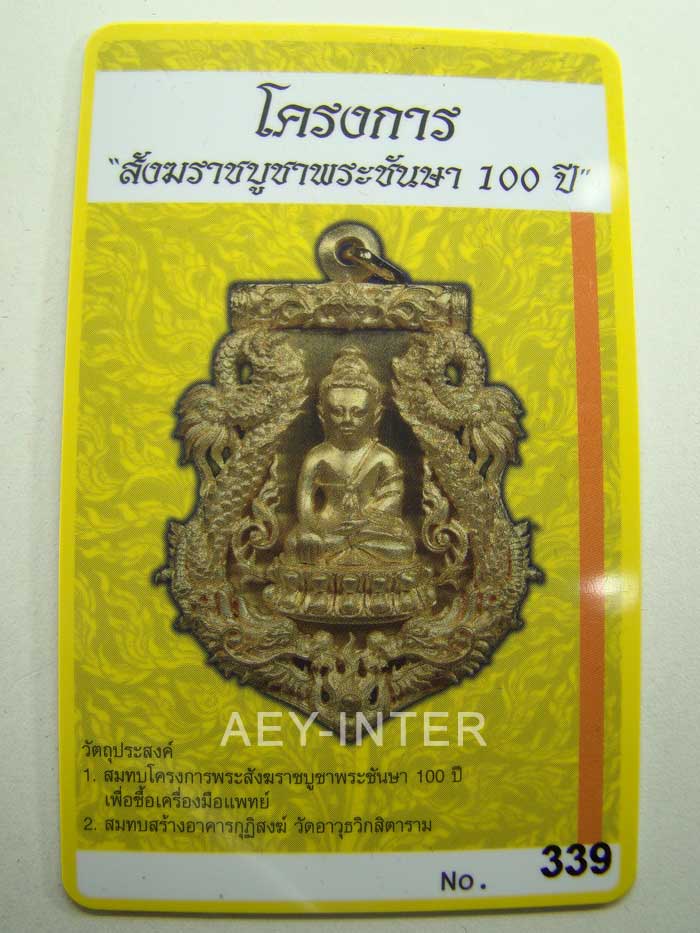 โครงการ
"สังฆราชบูชาพระชันษา 100 ปี"
AEY-INTER
วัตถุประสงค์
1. สมทบโครงการพระสังฆราชบูชาพระชันษา 100 ปี
เพื่อซื้อเครื่องมือแพทย์
2. สมทบสร้างอาคารกุฏิสงฆ์ วัดอาวุธวิกสิตาราม
No. 339